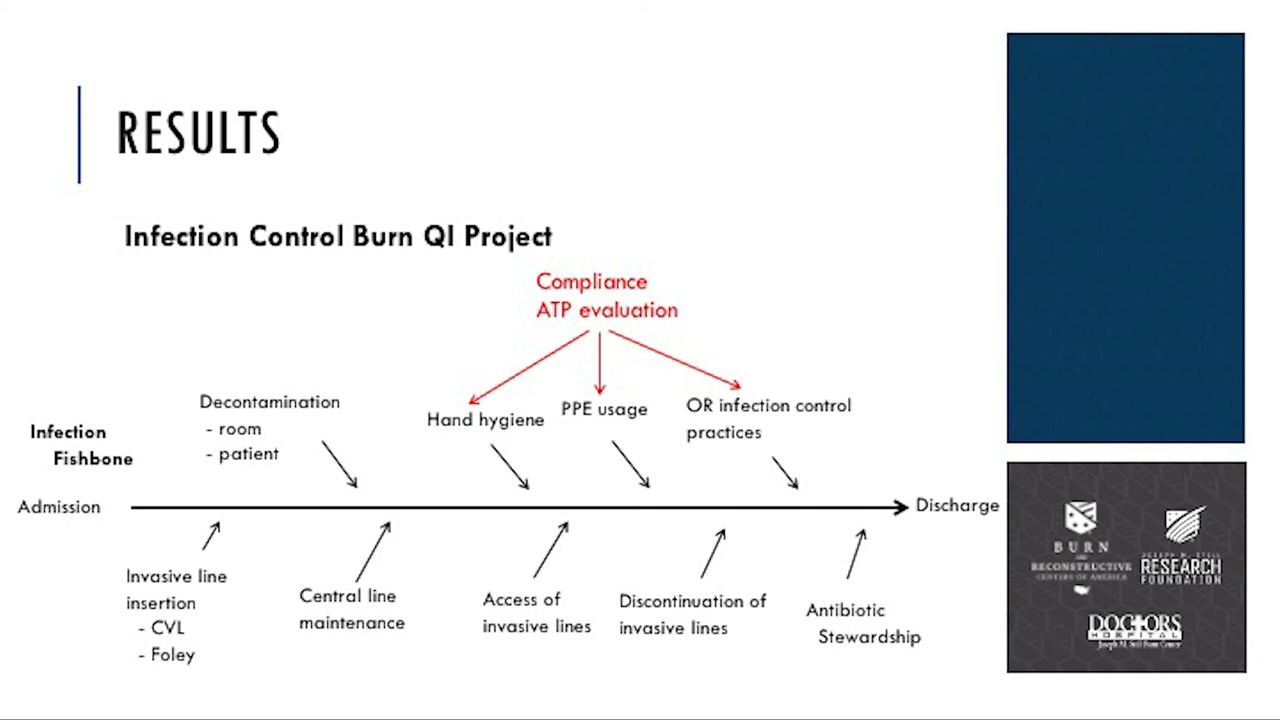 RESULTS
Infection Control Burn QI Project
Compliance
ATP evaluation
Decontamination
- room
- patient
Hand hygiene
PPE usage
OR infection control
practices
Infection
Fishbone
Admission
Discharge
Invasive line
insertion
- CVL
- Foley
Central line
maintenance
Access of
invasive lines
Discontinuation of
invasive lines
Antibiotic
Stewardship
BURN
AND
RECONSTRUCTIVE
CENTERS OF AMERICA
JOSEPH M. STILL
RESEARCH
FOUNDATION
DOCTORS
HOSPITAL
Joseph M. Still Burn Center